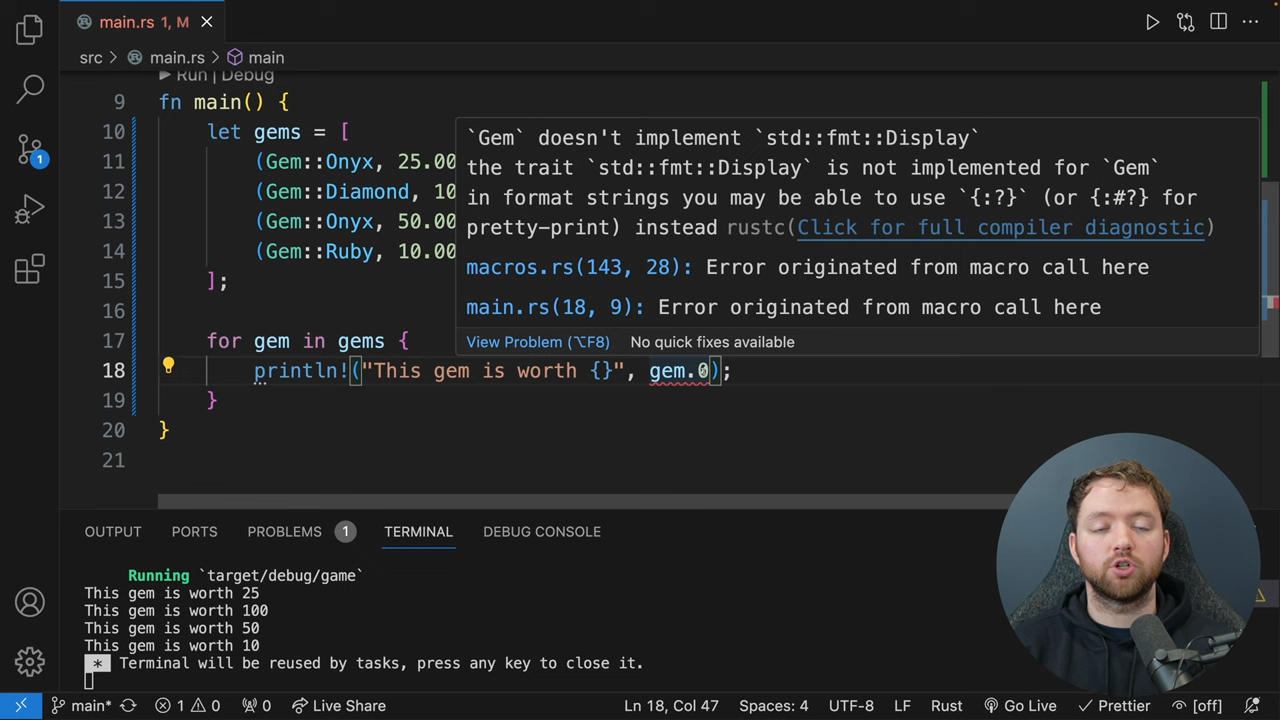 main.rs 1, M
src > main.rs > main
Run | Debug
9 fn main() {
10 let gems = [
11 (Gem::Onyx, 25.00
12 (Gem::Diamond, 10
13 (Gem::Onyx, 50.00
14 (Gem::Ruby, 10.00
15 ];
16
17 for gem in gems {
18 println!("This gem is worth {}", gem.0);
19 }
20 }
21
`Gem` doesn't implement `std::fmt::Display`
the trait `std::fmt::Display` is not implemented for `Gem`
in format strings you may be able to use `{:?}` (or {:#?} for
pretty-print) instead rustc(Click for full compiler diagnostic)
macros.rs(143, 28): Error originated from macro call here
main.rs(18, 9): Error originated from macro call here
View Problem (⌥F8) No quick fixes available
1
OUTPUT PORTS PROBLEMS 1 TERMINAL DEBUG CONSOLE
Running `target/debug/game`
This gem is worth 25
This gem is worth 100
This gem is worth 50
This gem is worth 10
* Terminal will be reused by tasks, press any key to close it.
main* 1 0 0 Live Share Ln 18, Col 47 Spaces: 4 UTF-8 LF Rust Go Live Prettier [off]